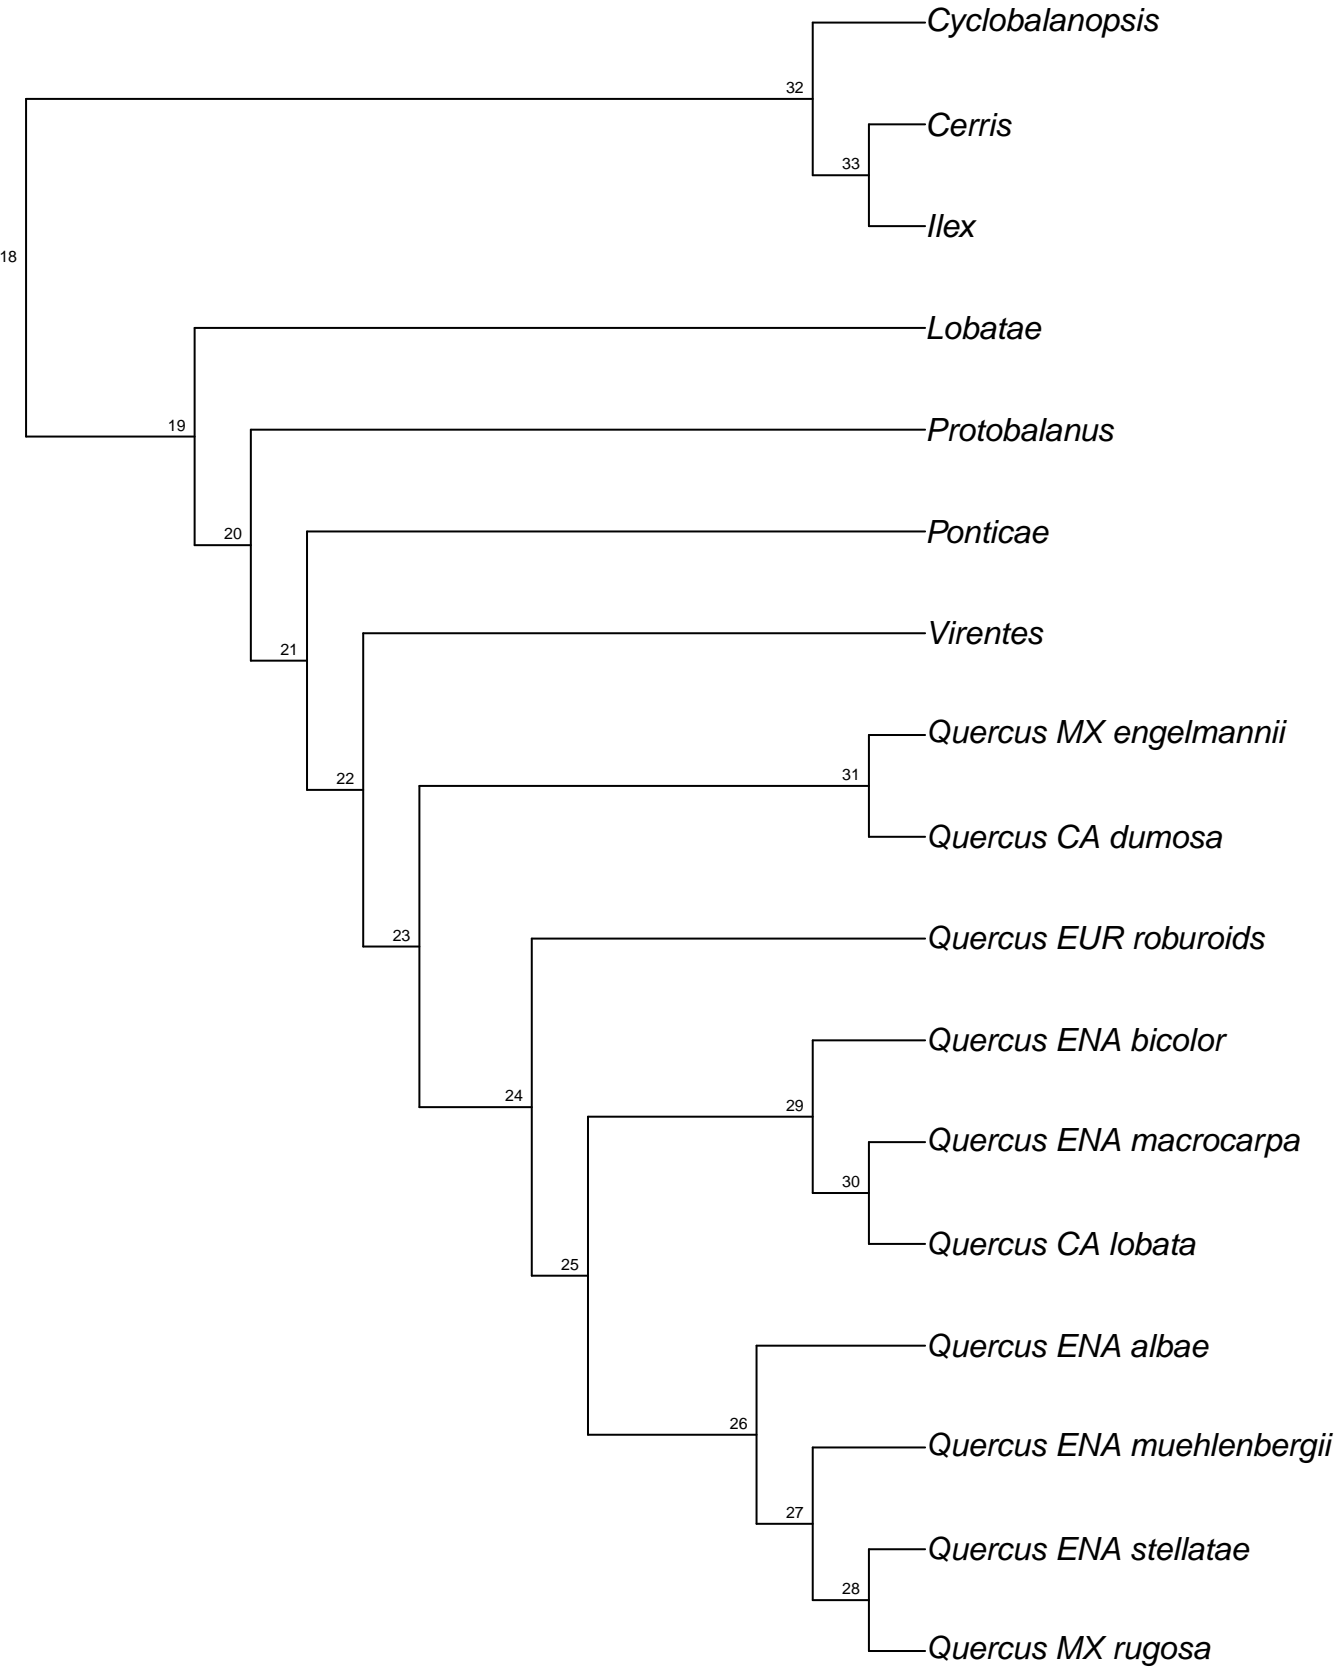 Cyclobalanopsis
32
Cerris
33
Ilex
18
Lobatae
19
Protobalanus
20
Ponticae
21
Virentes
22
Quercus MX engelmannii
31
Quercus CA dumosa
23
Quercus EUR roburoids
24
Quercus ENA bicolor
29
Quercus ENA macrocarpa
30
Quercus CA lobata
25
Quercus ENA albae
26
Quercus ENA muehlenbergii
27
Quercus ENA stellatae
28
Quercus MX rugosa